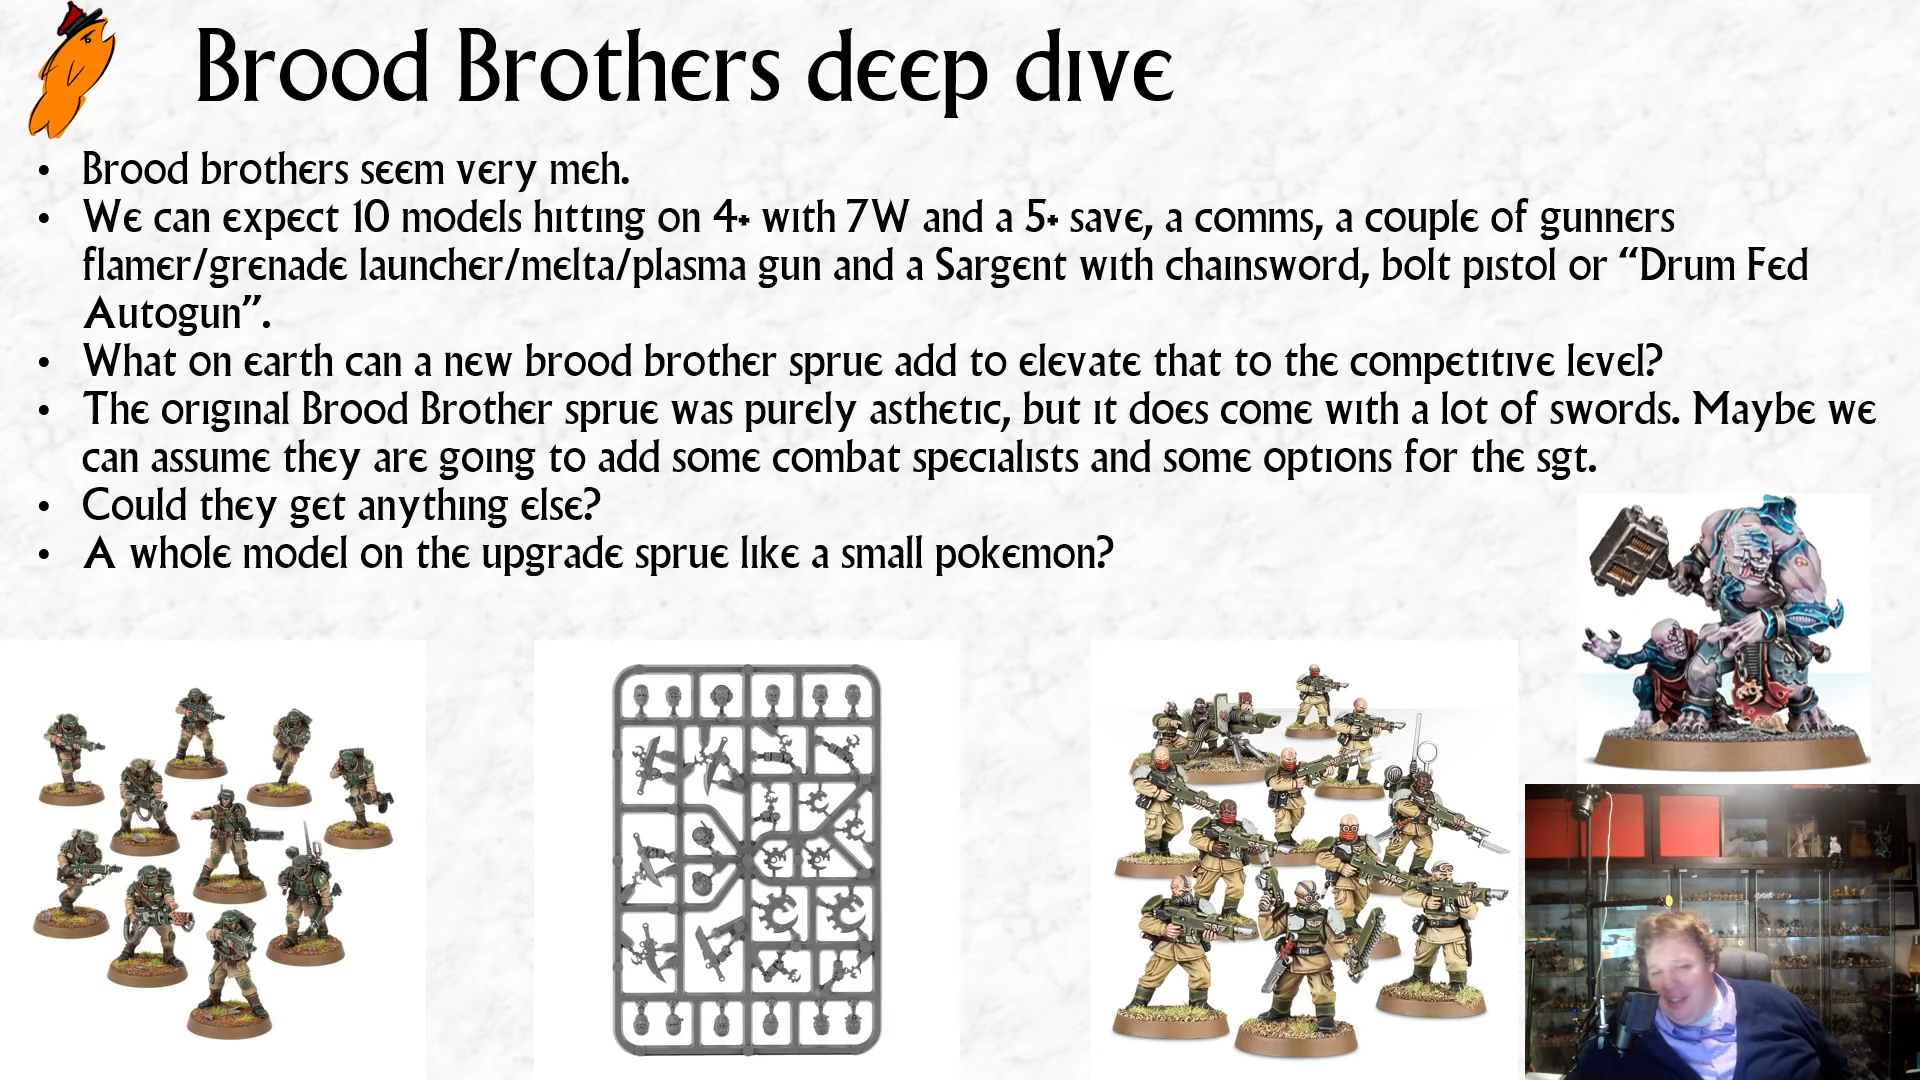 Brood Brothers deep dive
• Brood brothers seem very meh.
• We can expect 10 models hitting on 4+ with 7W and a 5+ save, a comms, a couple of gunners
flamer/grenade launcher/melta/plasma gun and a Sargent with chainsword, bolt pistol or “Drum Fed
Autogun”.
• What on earth can a new brood brother sprue add to elevate that to the competitive level?
• The original Brood Brother sprue was purely asthetic, but it does come with a lot of swords. Maybe we
can assume they are going to add some combat specialists and some options for the sgt.
• Could they get anything else?
• A whole model on the upgrade sprue like a small pokemon?